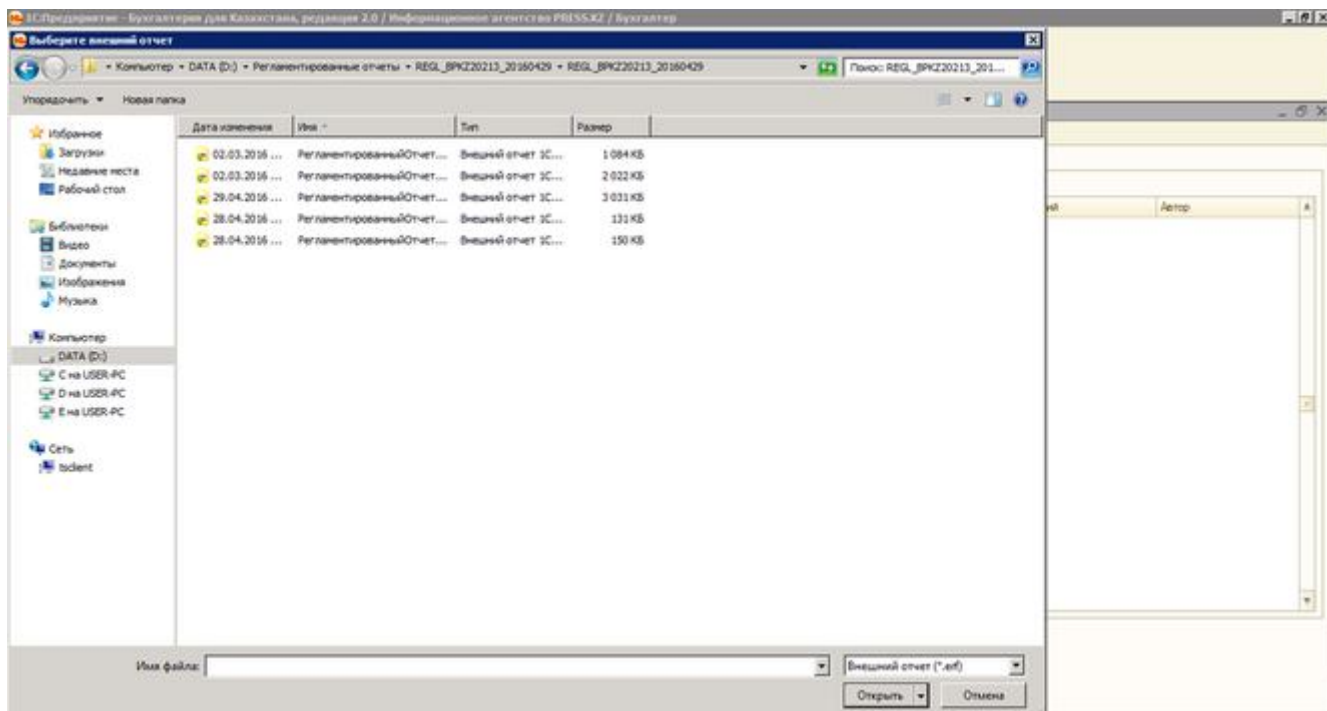 1С:Предприятие - Бухгалтерия для Казахстана, редакция 2.0 / Информационное агентство PRESS.KZ / Бухгалтер
Выберите внешний отчет
Компьютер DATA (D:) Регламентированные отчеты REGL_BPKZ20213_20160429 REGL_BPKZ20213_20160429
Поиск: REGL_BPKZ20213_201...
Упорядочить Новая папка
Избранное
Загрузки
Недавние места
Рабочий стол
Библиотеки
Видео
Документы
Изображения
Музыка
Компьютер
DATA (D:)
C на USER-PC
D на USER-PC
E на USER-PC
Сеть
tsclient
Дата изменения Имя Тип Размер
02.03.2016 ... РегламентированныйОтчет... Внешний отчет 1С... 1 084 КБ
02.03.2016 ... РегламентированныйОтчет... Внешний отчет 1С... 2 022 КБ
29.04.2016 ... РегламентированныйОтчет... Внешний отчет 1С... 3 031 КБ
28.04.2016 ... РегламентированныйОтчет... Внешний отчет 1С... 131 КБ
28.04.2016 ... РегламентированныйОтчет... Внешний отчет 1С... 150 КБ
Автор
Имя файла:
Внешний отчет (*.erf)
Открыть Отмена